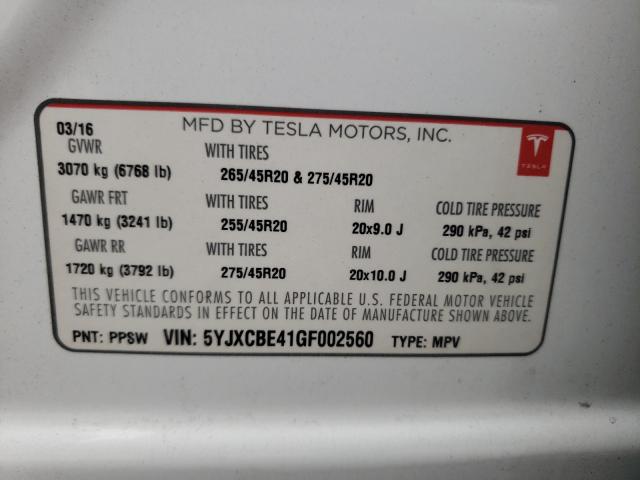 03/16 MFD BY TESLA MOTORS, INC.
GVWR WITH TIRES
3070 kg (6768 lb) 265/45R20 & 275/45R20
GAWR FRT WITH TIRES RIM COLD TIRE PRESSURE
1470 kg (3241 lb) 255/45R20 20x9.0 J 290 kPa, 42 psi
GAWR RR WITH TIRES RIM COLD TIRE PRESSURE
1720 kg (3792 lb) 275/45R20 20x10.0 J 290 kPa, 42 psi
THIS VEHICLE CONFORMS TO ALL APPLICABLE U.S. FEDERAL MOTOR VEHICLE
SAFETY STANDARDS IN EFFECT ON THE DATE OF MANUFACTURE SHOWN ABOVE.
PNT: PPSW VIN: 5YJXCBE41GF002560 TYPE: MPV
TESLA